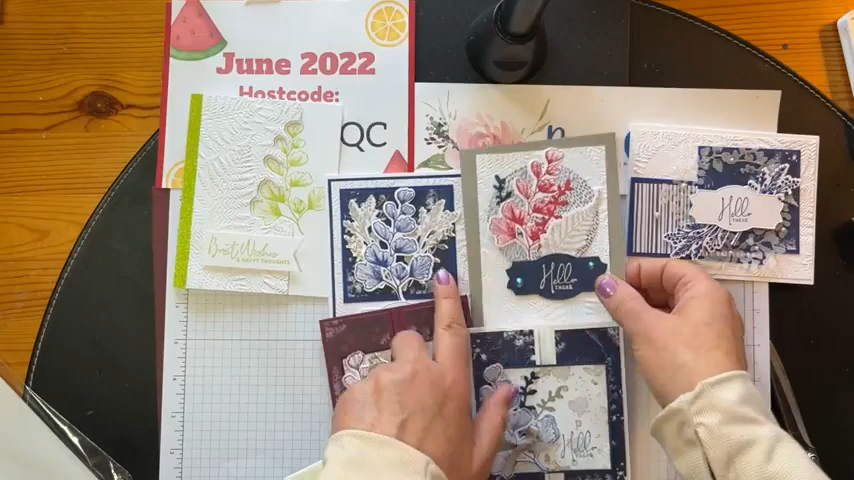 June 2022
Hostcode:
QC
Best Wishes
& HAPPY THOUGHTS
Hello
THERE
Hello
THERE
Hello
THERE